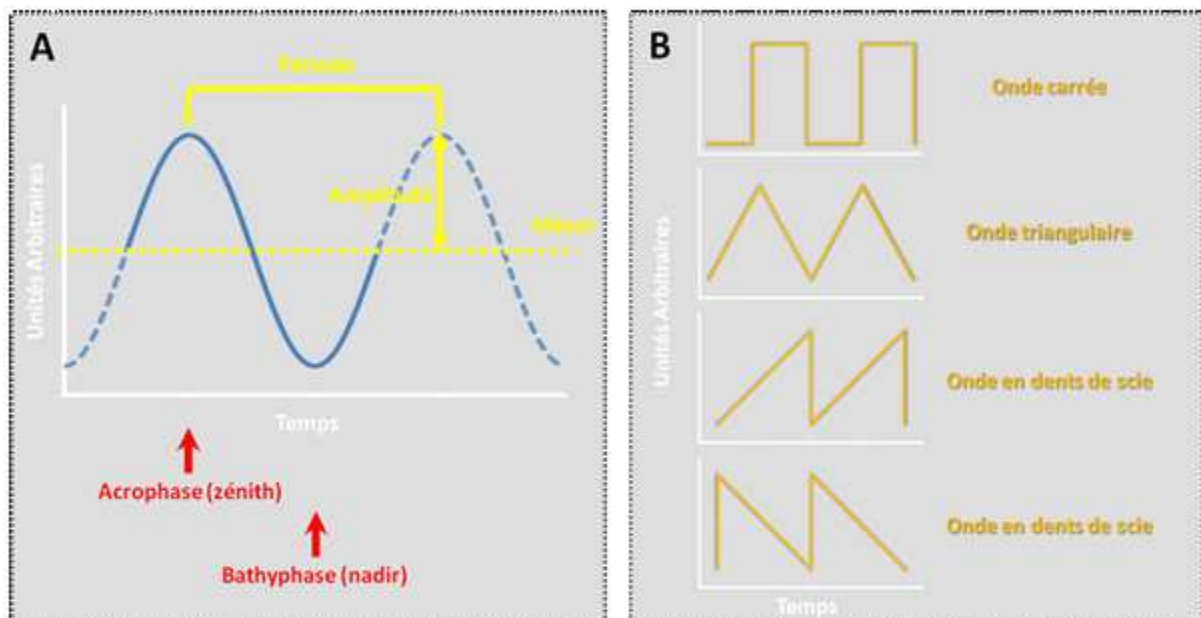 A
Période
Amplitude
Mésor
Unités Arbitraires
Temps
Acrophase (zénith)
Bathyphase (nadir)
B
Onde carrée
Onde triangulaire
Unités Arbitraires
Onde en dents de scie
Onde en dents de scie
Temps